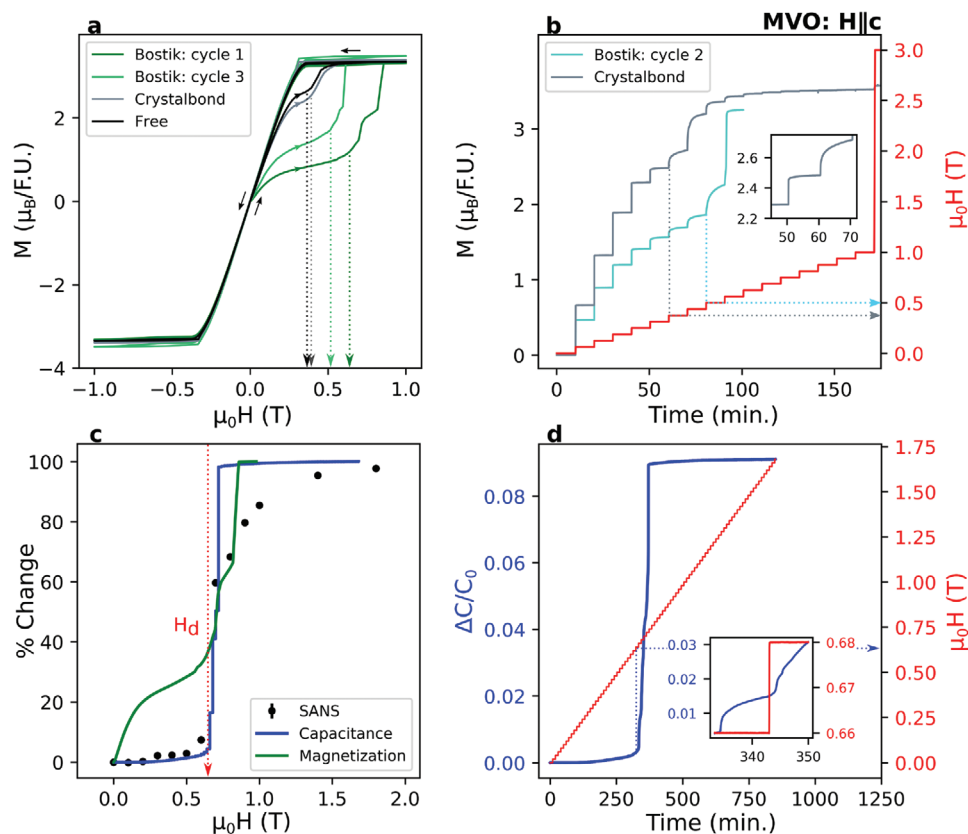 a
b
MVO: H∥c
Bostik: cycle 1
Bostik: cycle 3
Crystalbond
Free
M (μB/F.U.)
2
0
−2
−4
−1.0 −0.5 0.0 0.5 1.0
μ0H (T)
Bostik: cycle 2
Crystalbond
M (μB/F.U.)
3
2
1
0
2.6
2.4
2.2
50 60 70
3.0
2.5
2.0
1.5
1.0
0.5
0.0
μ0H (T)
0 50 100 150
Time (min.)
c
% Change
100
80
60
40
20
0
Hd
SANS
Capacitance
Magnetization
0.0 0.5 1.0 1.5 2.0
μ0H (T)
d
ΔC/C0
0.08
0.06
0.04
0.02
0.00
0.03
0.02
0.01
0.68
0.67
0.66
340 350
1.75
1.50
1.25
1.00
0.75
0.50
0.25
0.00
μ0H (T)
0 250 500 750 1000 1250
Time (min.)